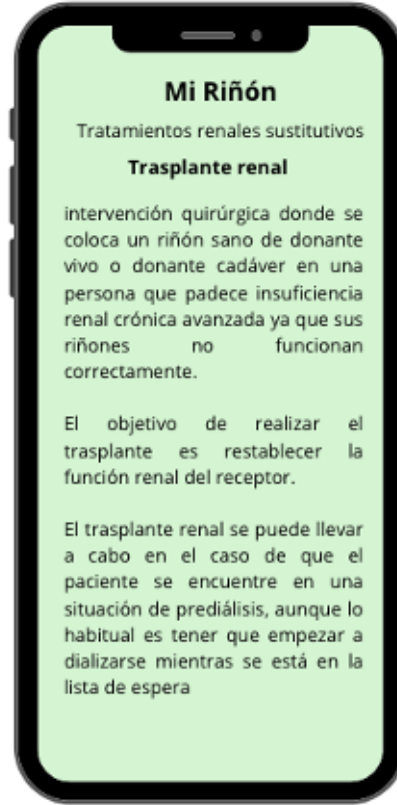 Mi Riñón
Tratamientos renales sustitutivos
Trasplante renal
intervención quirúrgica donde se
coloca un riñón sano de donante
vivo o donante cadáver en una
persona que padece insuficiencia
renal crónica avanzada ya que sus
riñones no funcionan
correctamente.
El objetivo de realizar el
trasplante es restablecer la
función renal del receptor.
El trasplante renal se puede llevar
a cabo en el caso de que el
paciente se encuentre en una
situación de prediálisis, aunque lo
habitual es tener que empezar a
dializarse mientras se está en la
lista de espera